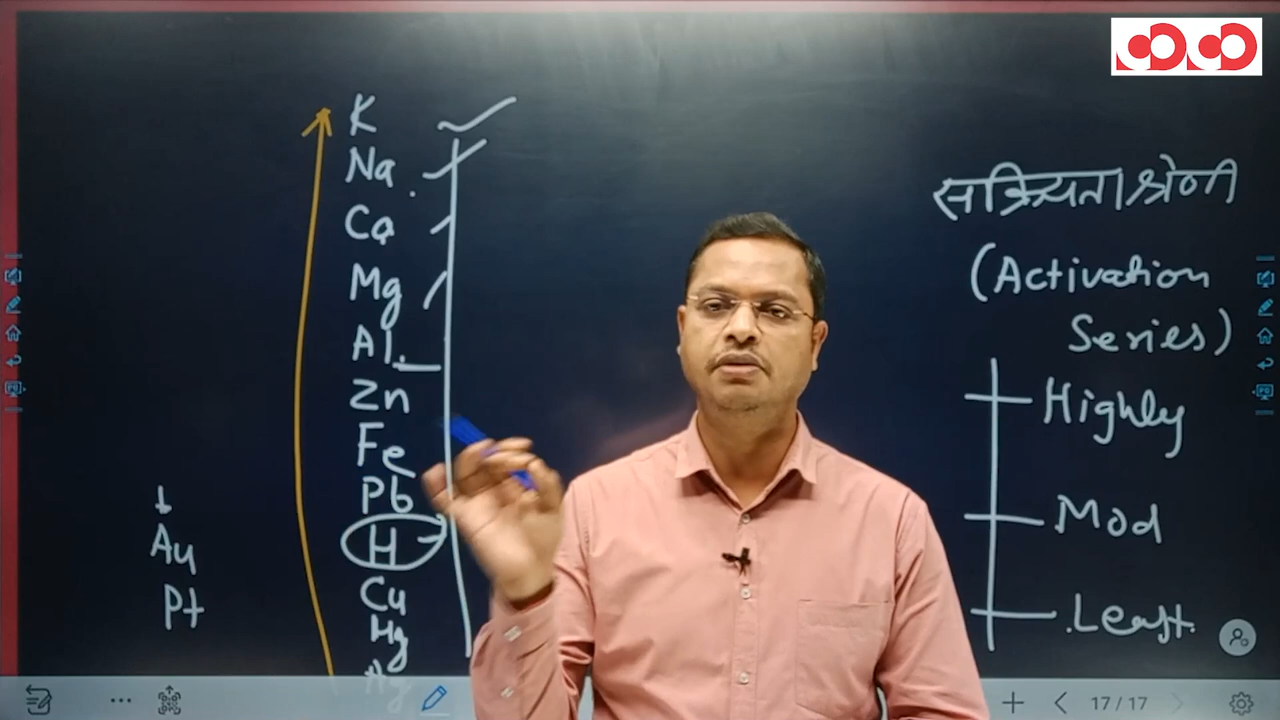 K
Na
Ca
Mg
Al
Zn
Fe
Pb
H
Cu
Hg
Ag
Au
Pt
सक्रियता श्रेणी
(Activation
Series)
Highly
Mod
Least
17/17